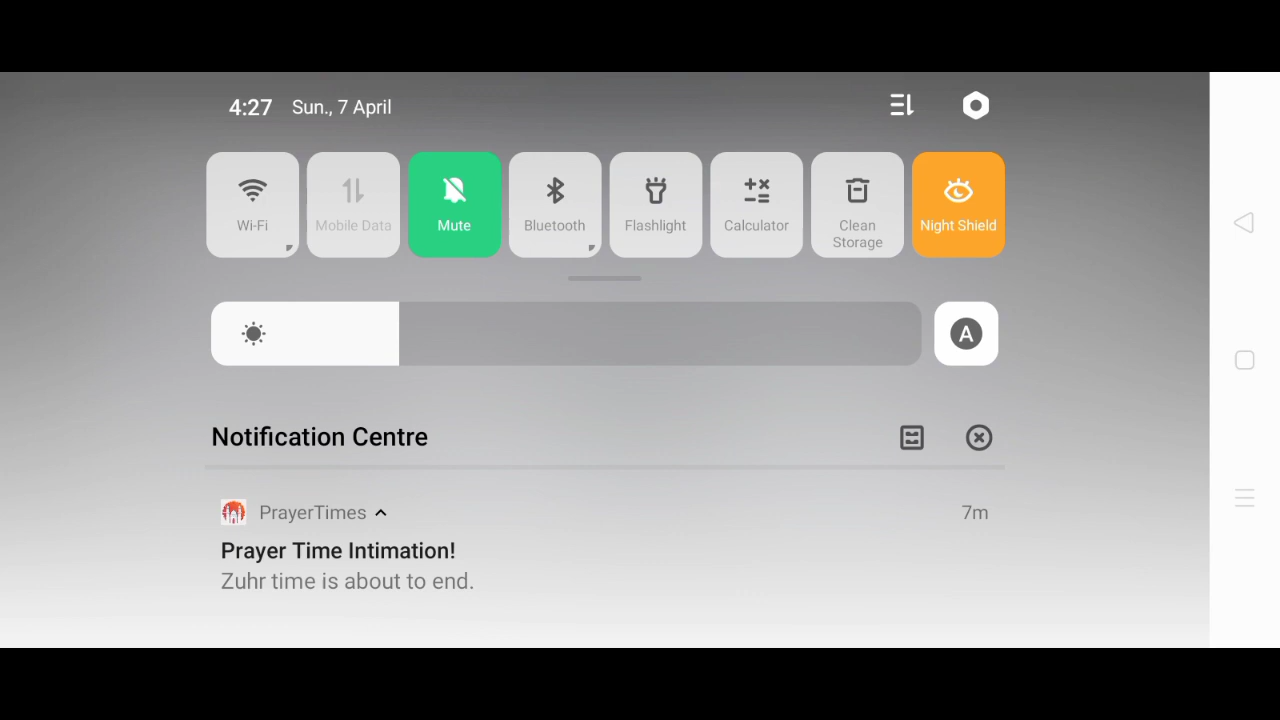 4:27 Sun., 7 April
Wi-Fi
Mobile Data
Mute
Bluetooth
Flashlight
Calculator
Clean
Storage
Night Shield
A
Notification Centre
PrayerTimes 7m
Prayer Time Intimation!
Zuhr time is about to end.